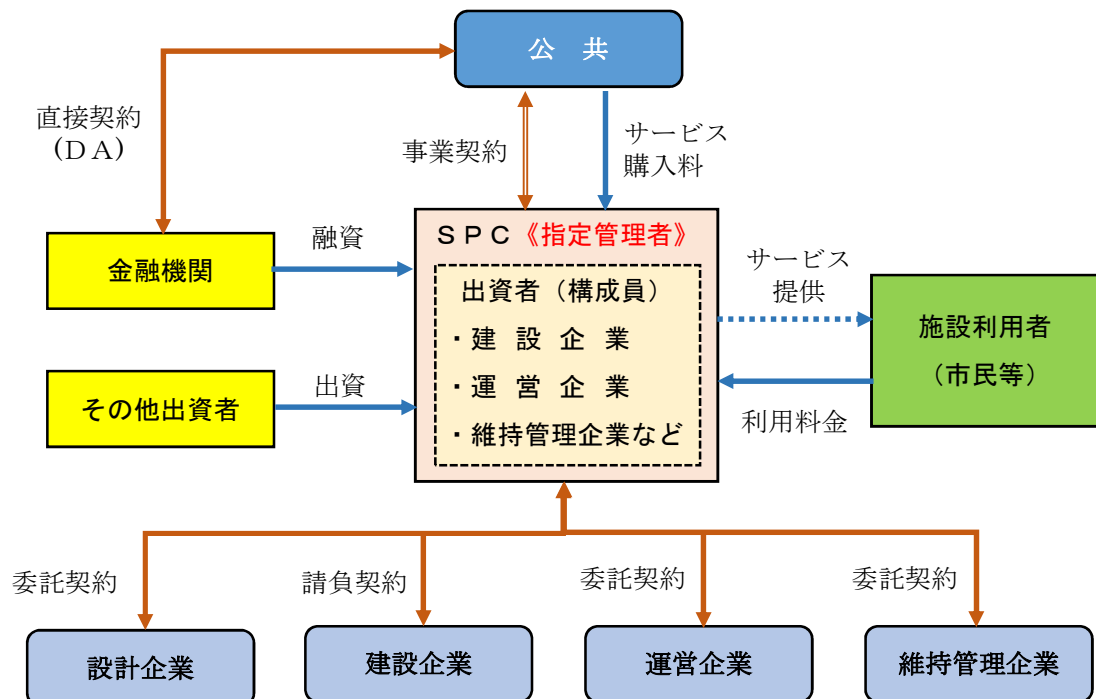 公　共
直接契約
(ＤＡ)
事業契約
サービス
購入料
ＳＰＣ《指定管理者》
金融機関
融資
出資者（構成員）
・建　設　企　業
・運　営　企　業
・維持管理企業など
サービス
提供
施設利用者
（市民等）
その他出資者
出資
利用料金
委託契約
請負契約
委託契約
委託契約
設計企業
建設企業
運営企業
維持管理企業